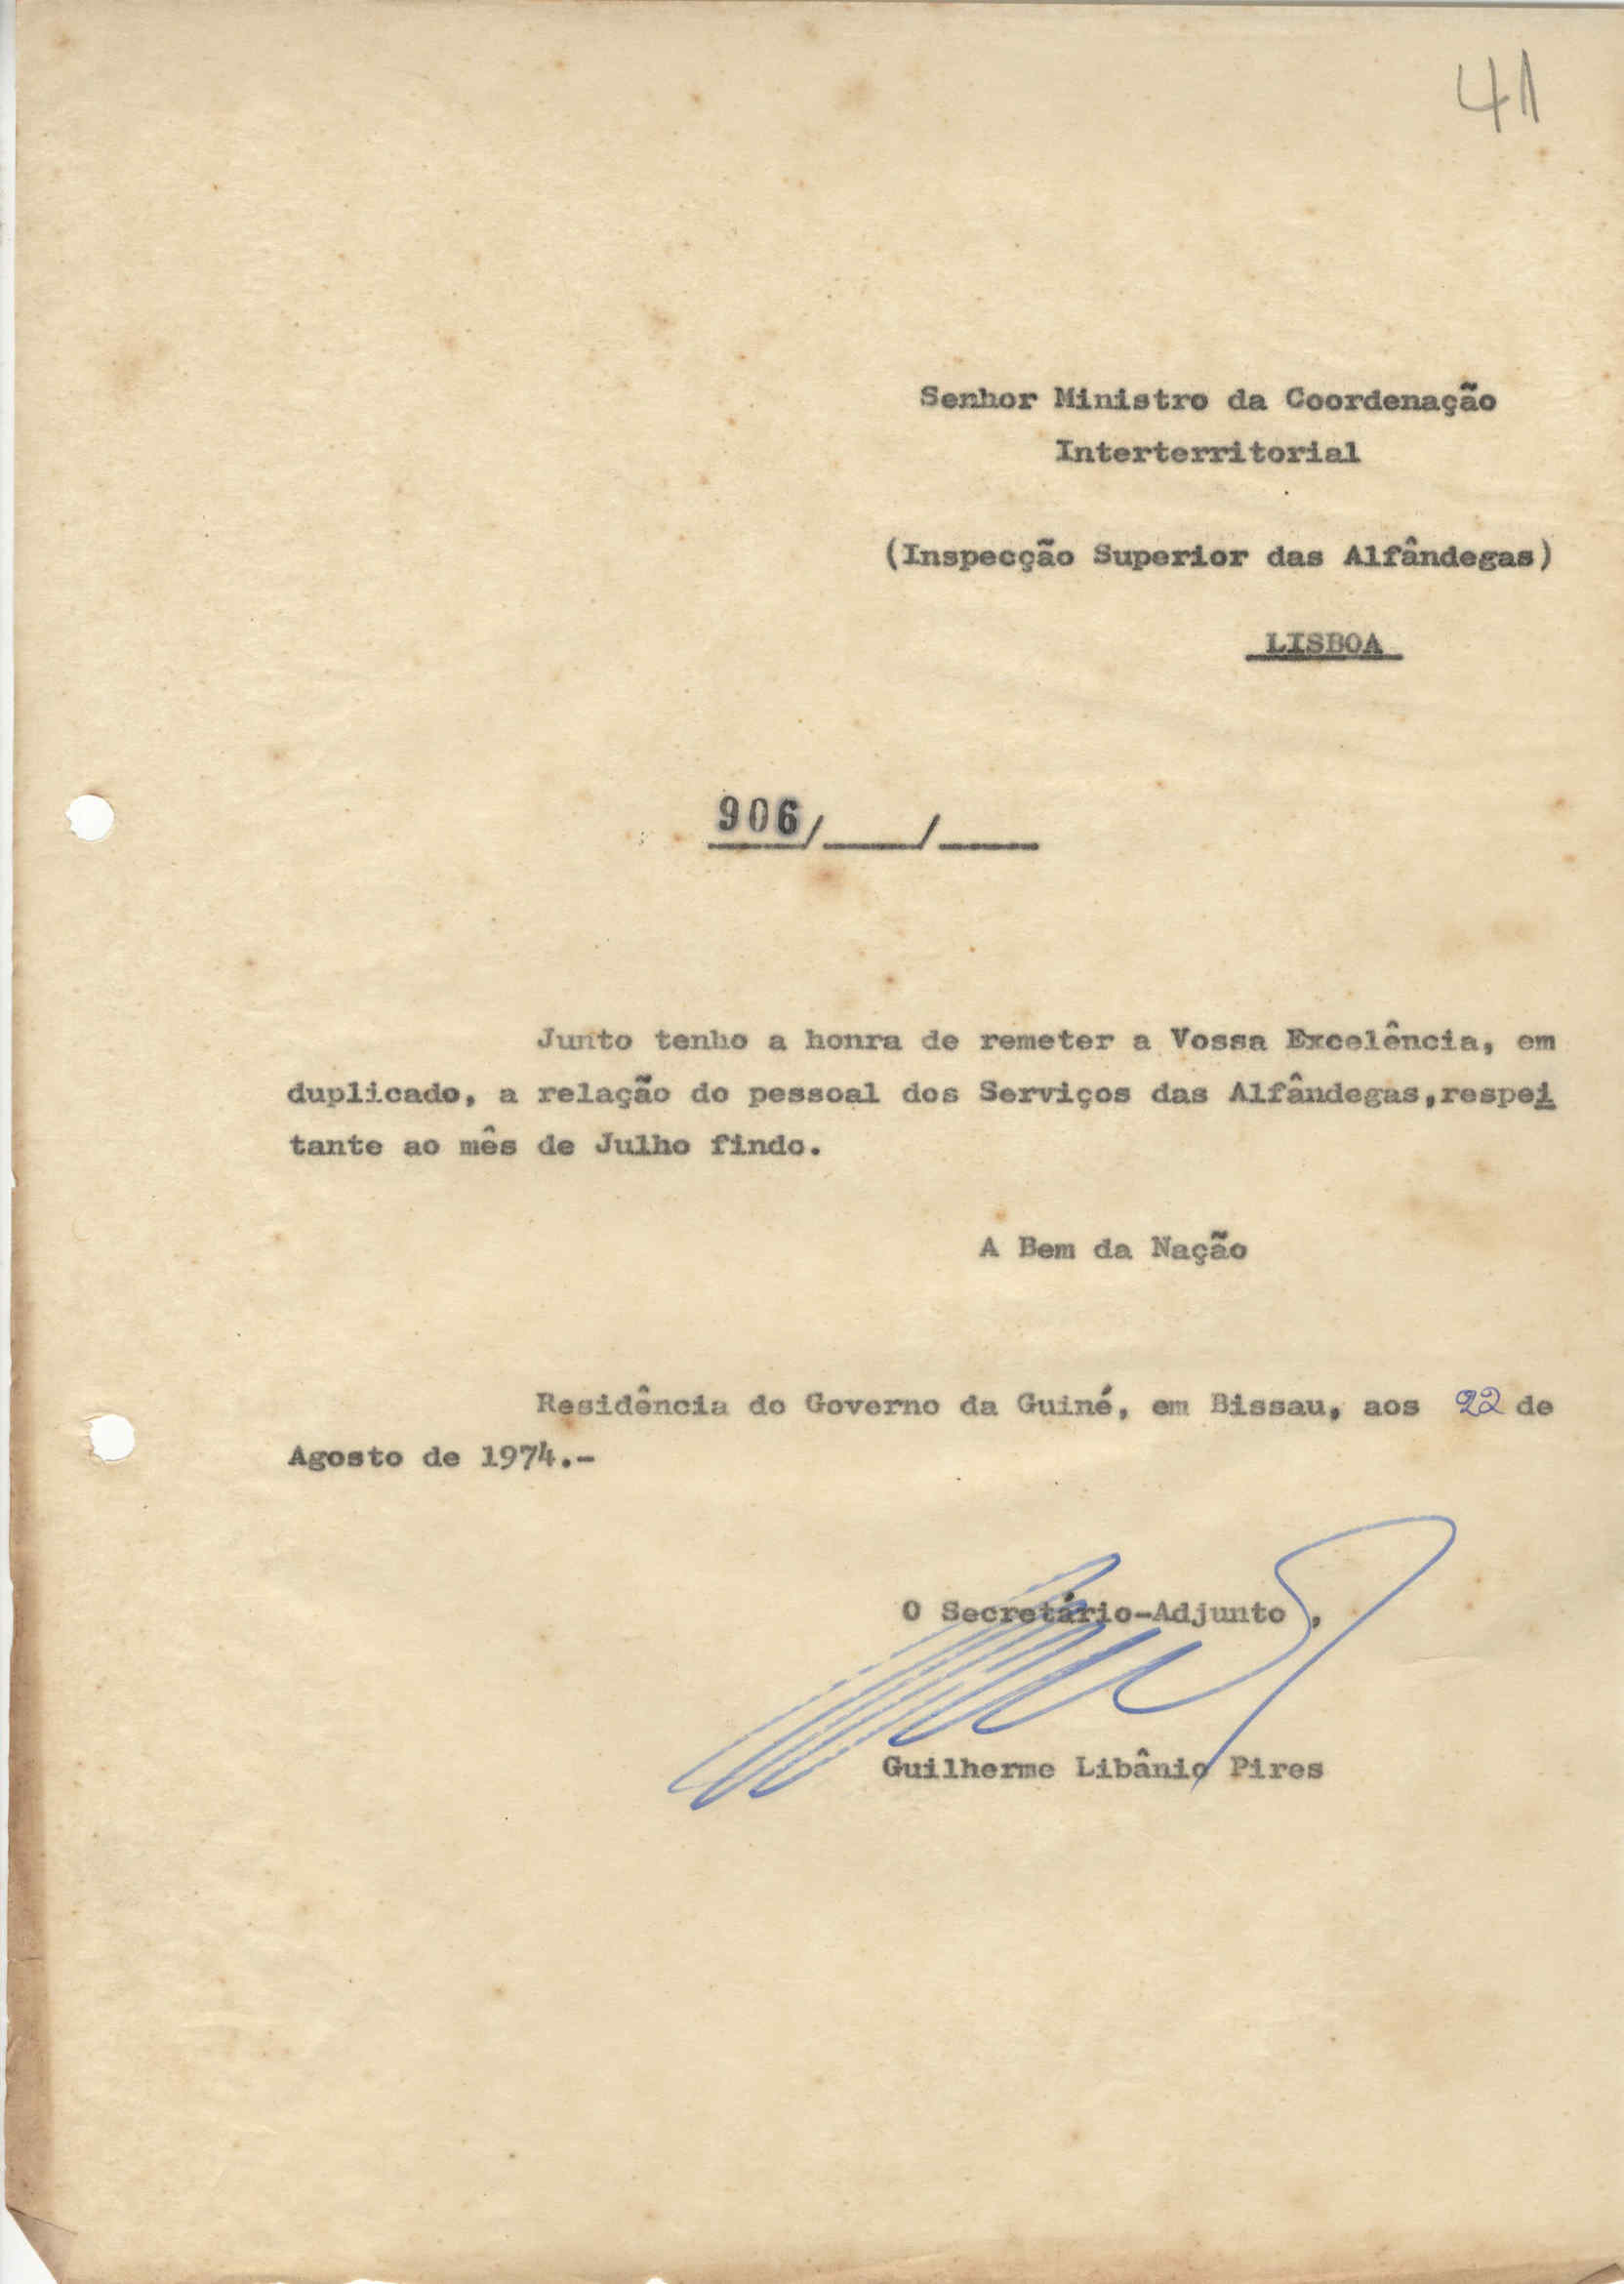 41
Senhor Ministro da Coordenação
Interterritorial
(Inspecção Superior das Alfândegas)
LISBOA
906/____/____
Junto tenho a honra de remeter a Vossa Excelência, em
duplicado, a relação do pessoal dos Serviços das Alfândegas,respei
tante ao mês de Julho findo.
A Bem da Nação
Residência do Governo da Guiné, em Bissau, aos 22 de
Agosto de 1974.-
O Secretário-Adjunto ,
Guilherme Libânio Pires